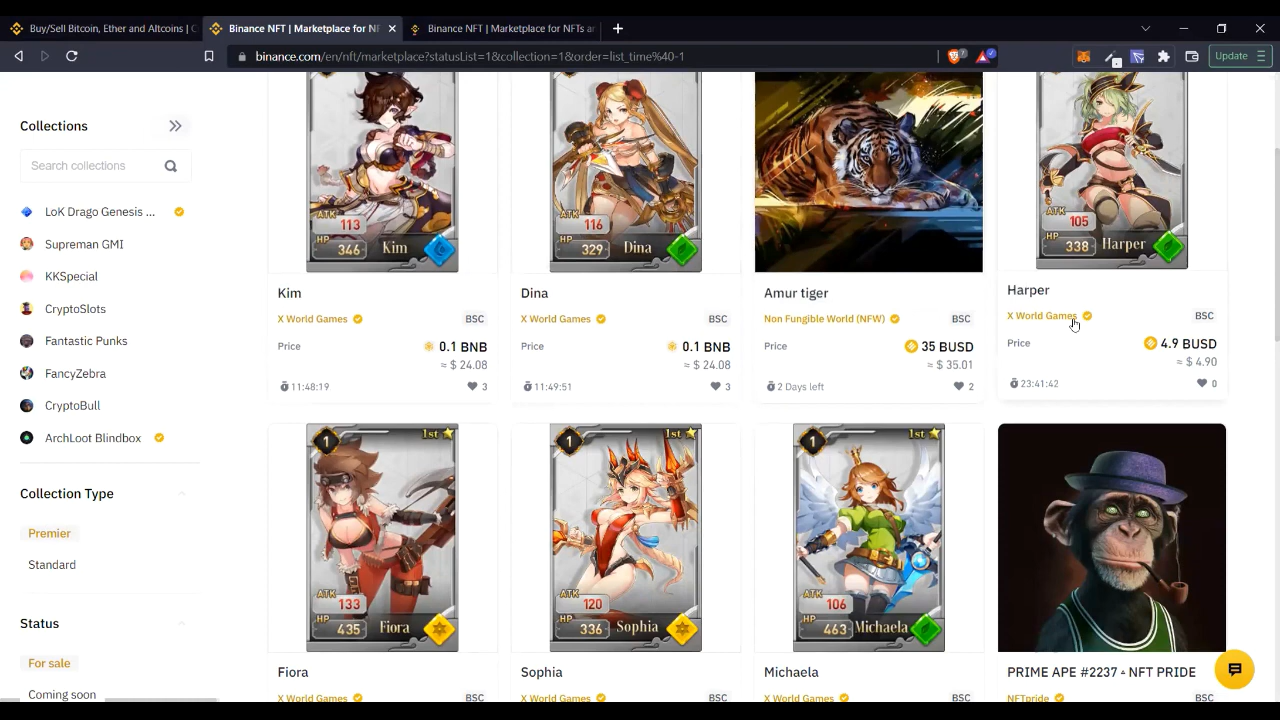 Buy/Sell Bitcoin, Ether and Altcoins | C
Binance NFT | Marketplace for NF
Binance NFT | Marketplace for NFTs a
binance.com/en/nft/marketplace?statusList=1&collection=1&order=list_time%40-1
Update
Collections
Search collections
LoK Drago Genesis ...
Supreman GMI
KKSpecial
CryptoSlots
Fantastic Punks
FancyZebra
CryptoBull
ArchLoot Blindbox
Collection Type
Premier
Standard
Status
For sale
Coming soon
ATK 113
HP 346 Kim
Kim
X World Games BSC
Price 0.1 BNB
≈ $ 24.08
11:48:19 3
ATK 116
HP 329 Dina
Dina
X World Games BSC
Price 0.1 BNB
≈ $ 24.08
11:49:51 3
Amur tiger
Non Fungible World (NFW) BSC
Price 35 BUSD
≈ $ 35.01
2 Days left 2
ATK 105
HP 338 Harper
Harper
X World Games BSC
Price 4.9 BUSD
≈ $ 4.90
23:41:42 0
1 1st
ATK 133
HP 435 Fiora
Fiora
X World Games BSC
1 1st
ATK 120
HP 336 Sophia
Sophia
X World Games BSC
1 1st
ATK 106
HP 463 Michaela
Michaela
X World Games BSC
PRIME APE #2237 - NFT PRIDE
NFTpride BSC